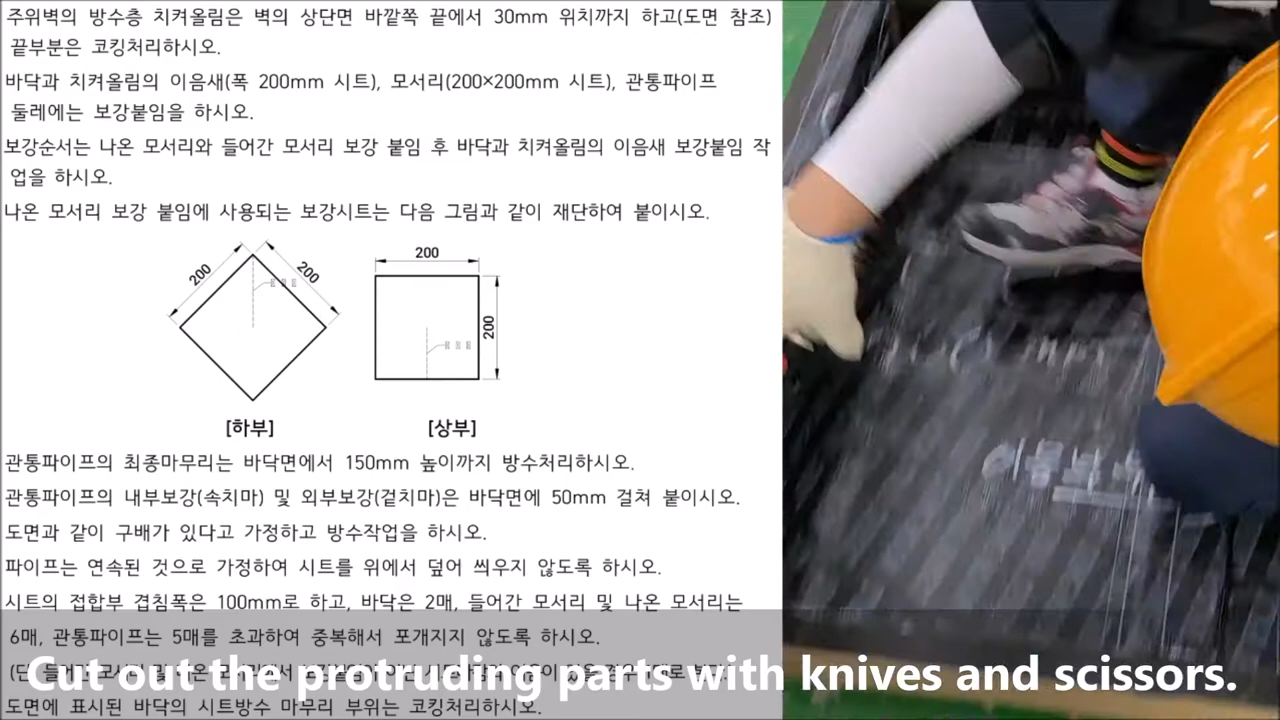 주위벽의 방수층 치켜올림은 벽의 상단면 바깥쪽 끝에서 30mm 위치까지 하고(도면 참조)
끝부분은 코킹처리하시오.
바닥과 치켜올림의 이음새(폭 200mm 시트), 모서리(200×200mm 시트), 관통파이프
둘레에는 보강붙임을 하시오.
보강순서는 나온 모서리와 들어간 모서리 보강 붙임 후 바닥과 치켜올림의 이음새 보강붙임 작
업을 하시오.
나온 모서리 보강 붙임에 사용되는 보강시트는 다음 그림과 같이 재단하여 붙이시오.
200 200
200
200
[하부] [상부]
관통파이프의 최종마무리는 바닥면에서 150mm 높이까지 방수처리하시오.
관통파이프의 내부보강(속치마) 및 외부보강(겉치마)은 바닥면에 50mm 걸쳐 붙이시오.
도면과 같이 구배가 있다고 가정하고 방수작업을 하시오.
파이프는 연속된 것으로 가정하여 시트를 위에서 덮어 씌우지 않도록 하시오.
시트의 접합부 겹침폭은 100mm로 하고, 바닥은 2매, 들어간 모서리 및 나온 모서리는
6매, 관통파이프는 5매를 초과하여 중복해서 포개지지 않도록 하시오.
Cut out the protruding parts with knives and scissors.
도면에 표시된 바닥의 시트방수 마무리 부위는 코킹처리하시오.